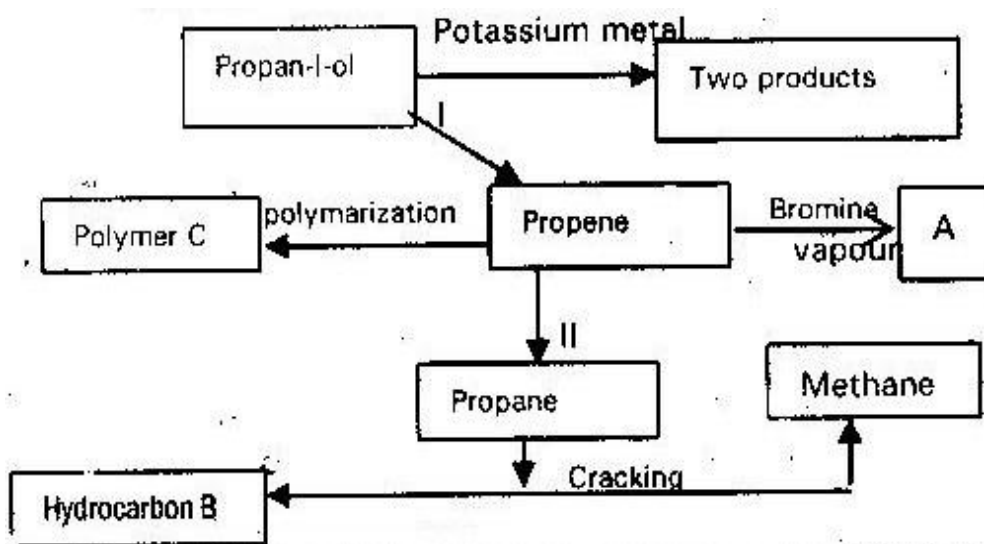 Potassium metal
Propan-I-ol
Two products
I
Polymer C
polymarization
Propene
Bromine
vapour
A
II
Propane
Methane
Cracking
Hydrocarbon B